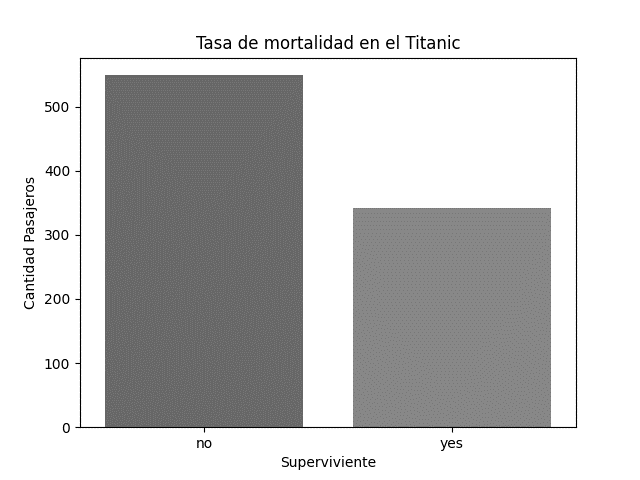 Tasa de mortalidad en el Titanic
Cantidad Pasajeros
500
400
300
200
100
0
no yes
Superviviente